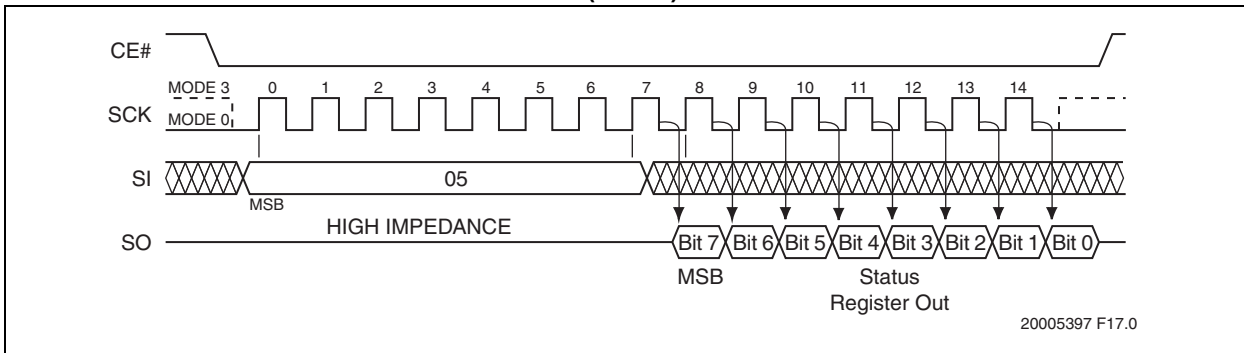 CE#
MODE 3 0 1 2 3 4 5 6 7 8 9 10 11 12 13 14
SCK
MODE 0
SI 05
MSB
HIGH IMPEDANCE
SO Bit 7 Bit 6 Bit 5 Bit 4 Bit 3 Bit 2 Bit 1 Bit 0
MSB Status
Register Out
20005397 F17.0